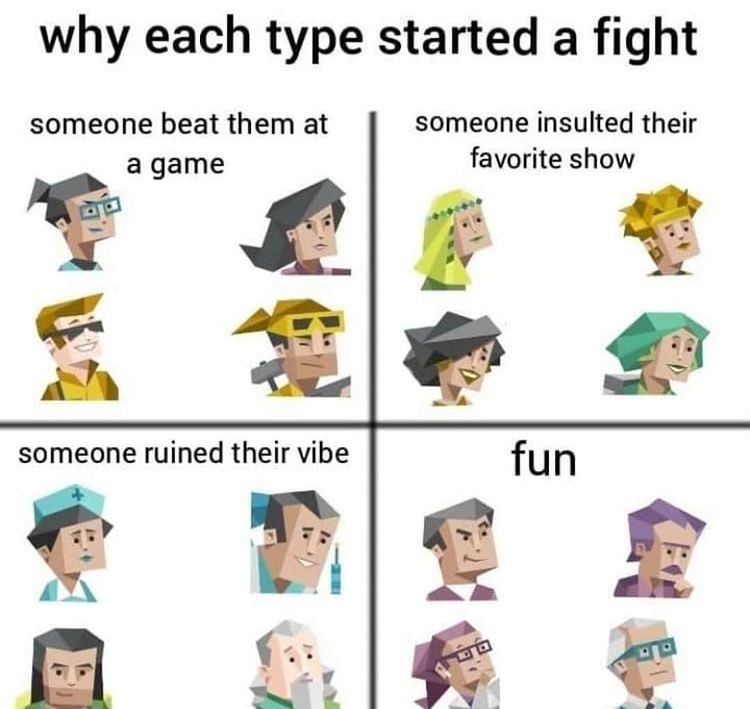 why each type started a fight
someone beat them at
a game
someone insulted their
favorite show
someone ruined their vibe
fun